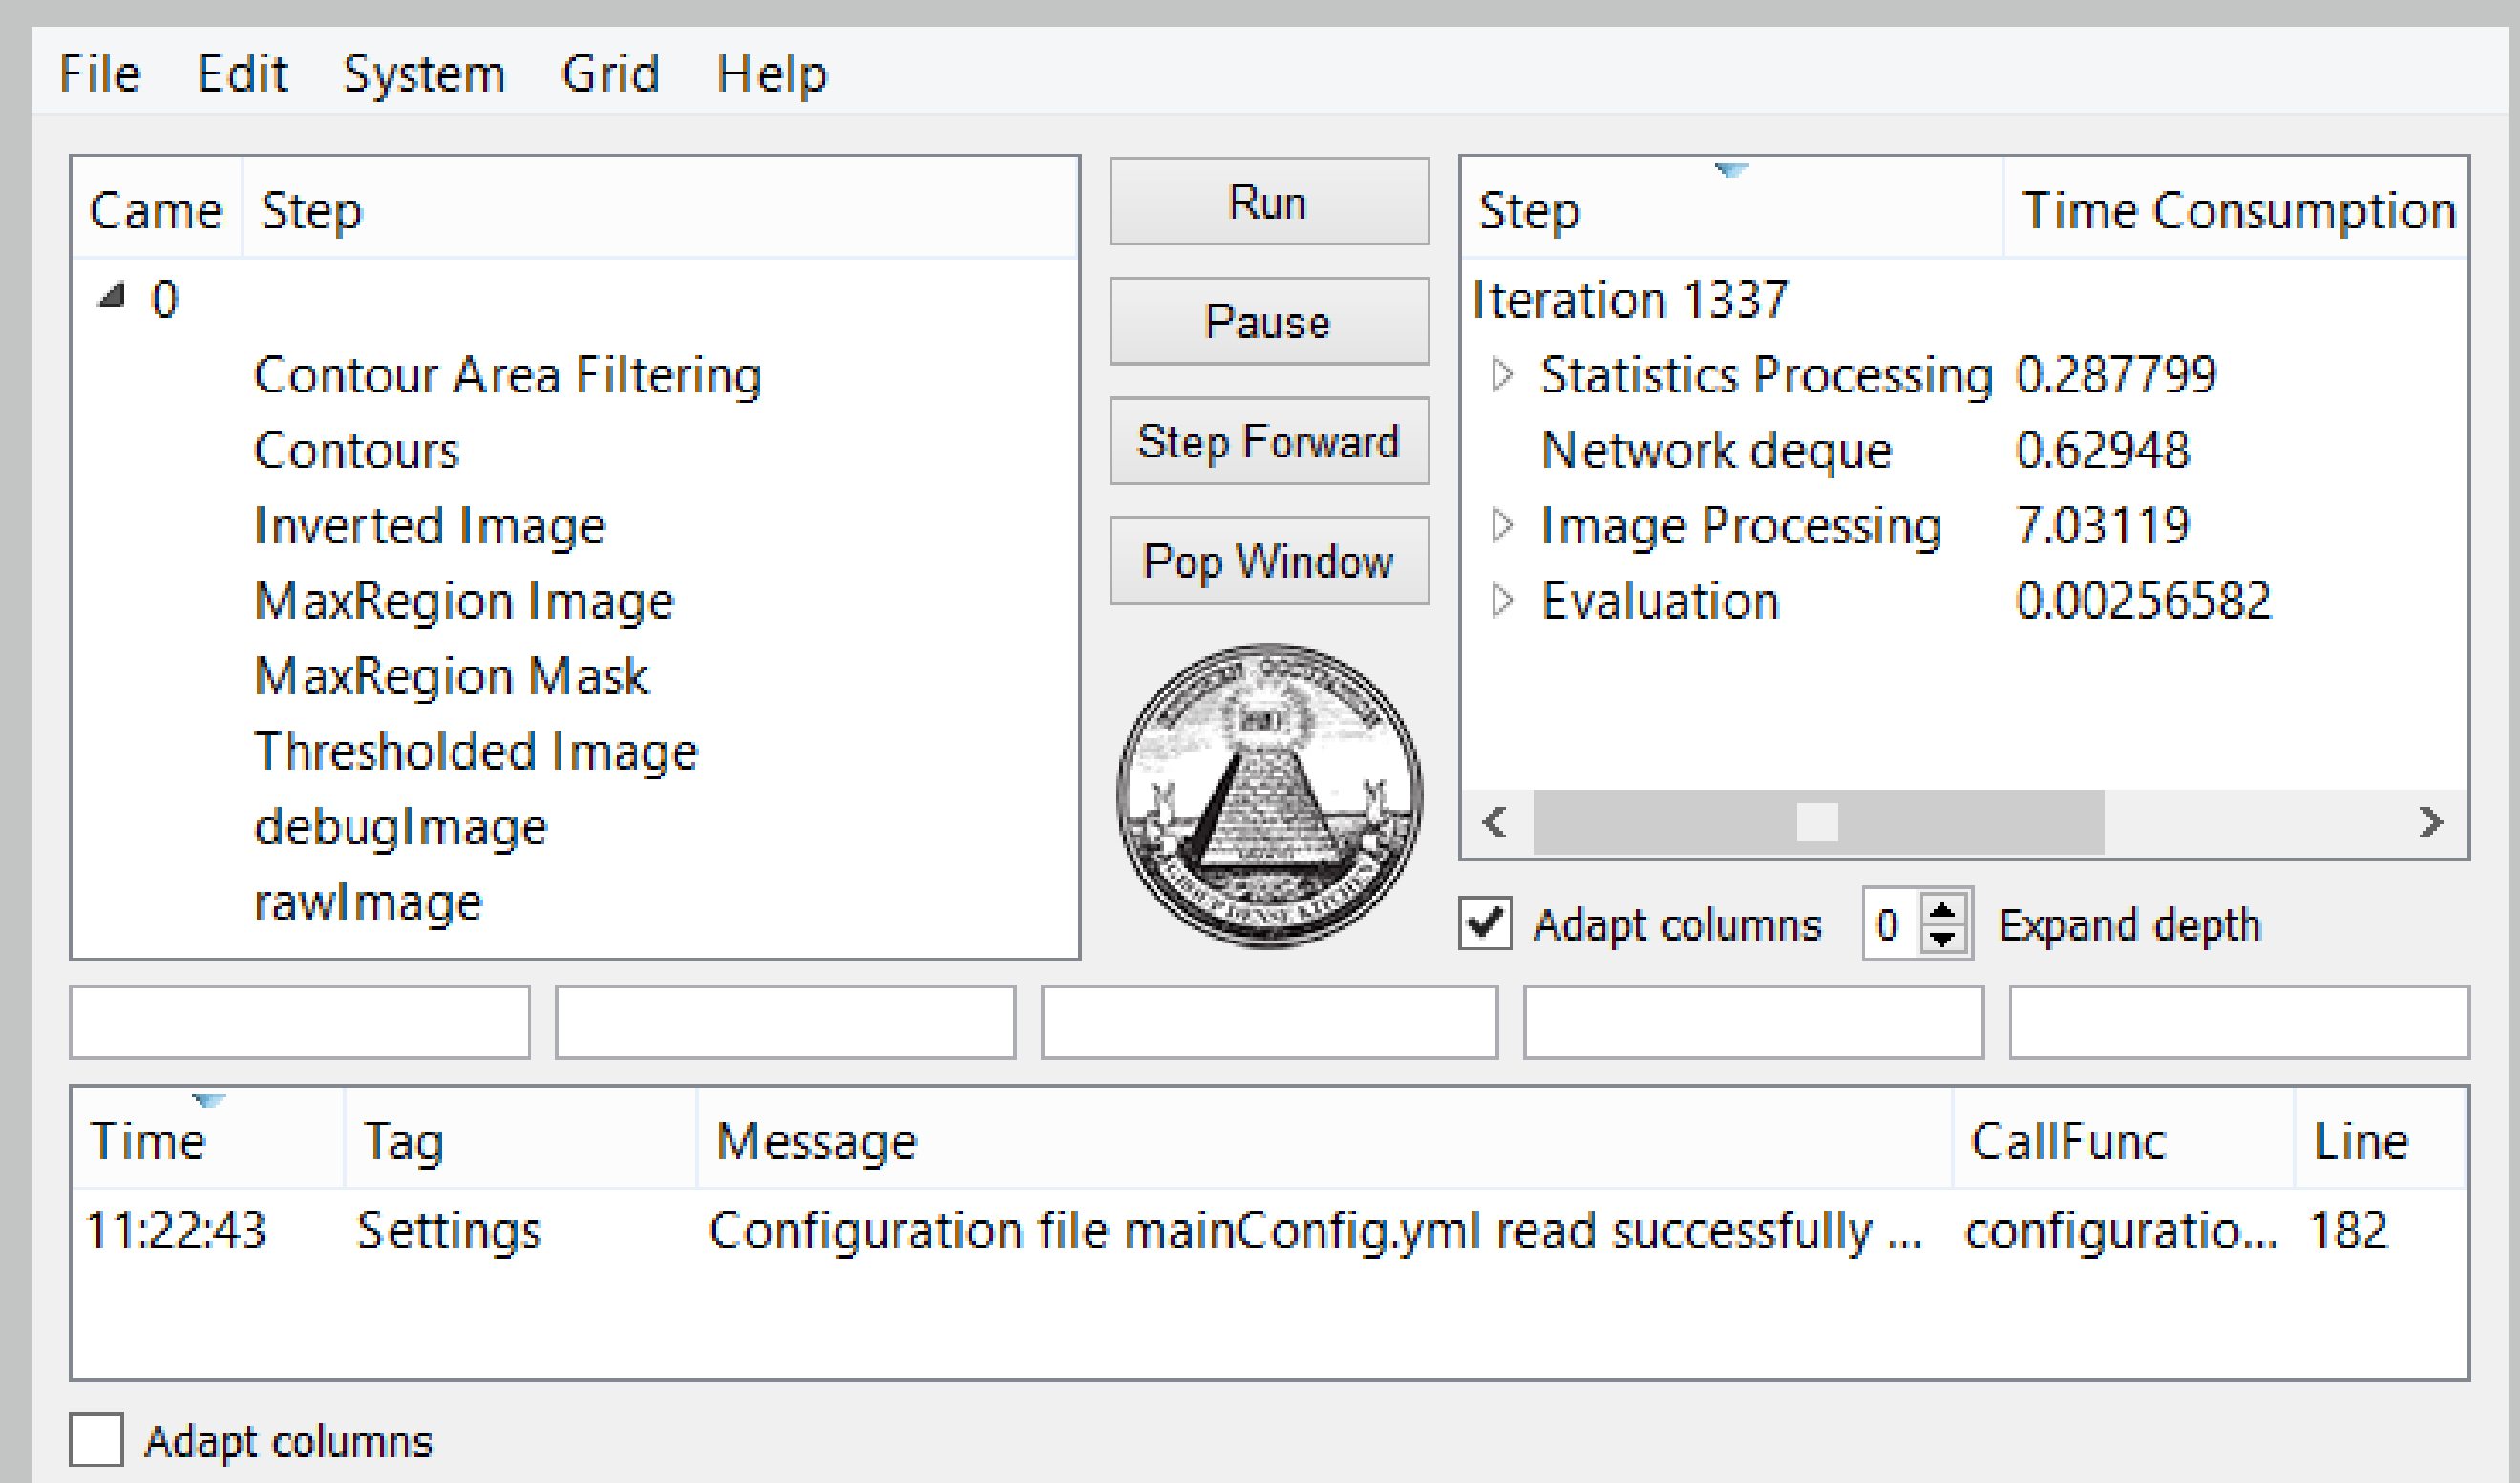 File Edit System Grid Help
Came Step
0
Contour Area Filtering
Contours
Inverted Image
MaxRegion Image
MaxRegion Mask
Thresholded Image
debugImage
rawImage
Run
Pause
Step Forward
Pop Window
Step Time Consumption
Iteration 1337
Statistics Processing 0.287799
Network deque 0.62948
Image Processing 7.03119
Evaluation 0.00256582
Adapt columns 0 Expand depth
Time Tag Message CallFunc Line
11:22:43 Settings Configuration file mainConfig.yml read successfully ... configuratio... 182
Adapt columns